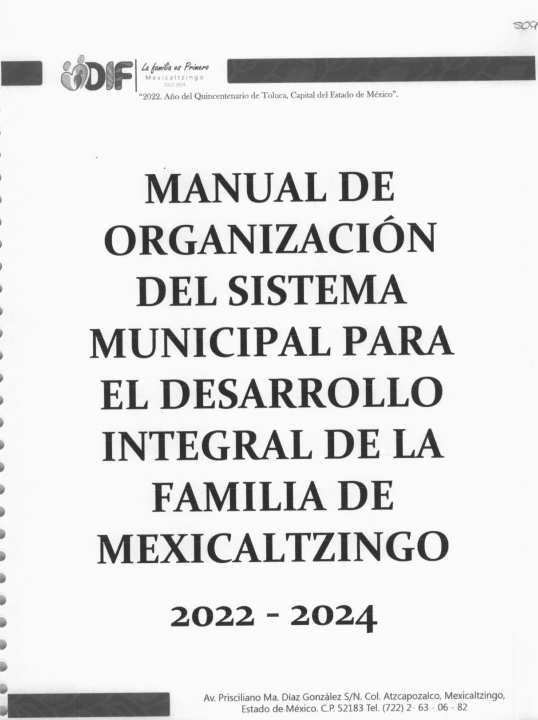 DIF
La familia es Primero
Mexicaltzingo
2022-2024
"2022. Año del Quincentenario de Toluca, Capital del Estado de México".
MANUAL DE
ORGANIZACIÓN
DEL SISTEMA
MUNICIPAL PARA
EL DESARROLLO
INTEGRAL DE LA
FAMILIA DE
MEXICALTZINGO
2022 - 2024
Av. Prisciliano Ma. Díaz González S/N. Col. Atzcapozalco, Mexicaltzingo,
Estado de México. C.P. 52183 Tel. (722) 2- 63 - 06 - 82